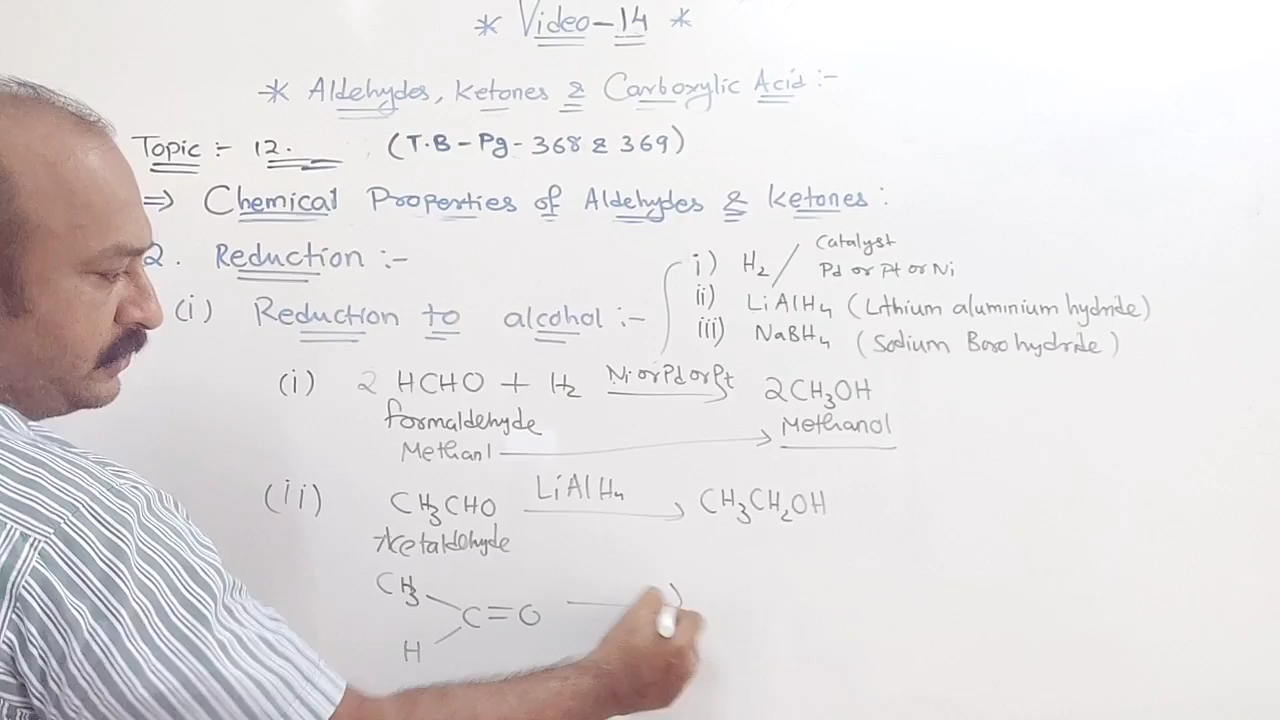 * Video-14 *
* Aldehydes, Ketones & Carboxylic Acid :-
Topic :- 12. (T.B - Pg - 368 & 369)
⇒ Chemical Properties of Aldehydes & Ketones :
2. Reduction :-
(i) Reduction to alcohol :-
i) H₂ / Catalyst Pd or Pt or Ni
ii) LiAlH₄ (Lithium aluminium hydride)
iii) NaBH₄ (Sodium Borohydride)
(i) 2 HCHO + H₂ Ni or Pd or Pt → 2CH₃OH
formaldehyde Methanol
Methanl →
(ii) CH₃CHO LiAlH₄ → CH₃CH₂OH
Acetaldehyde
CH₃
C=O →
H